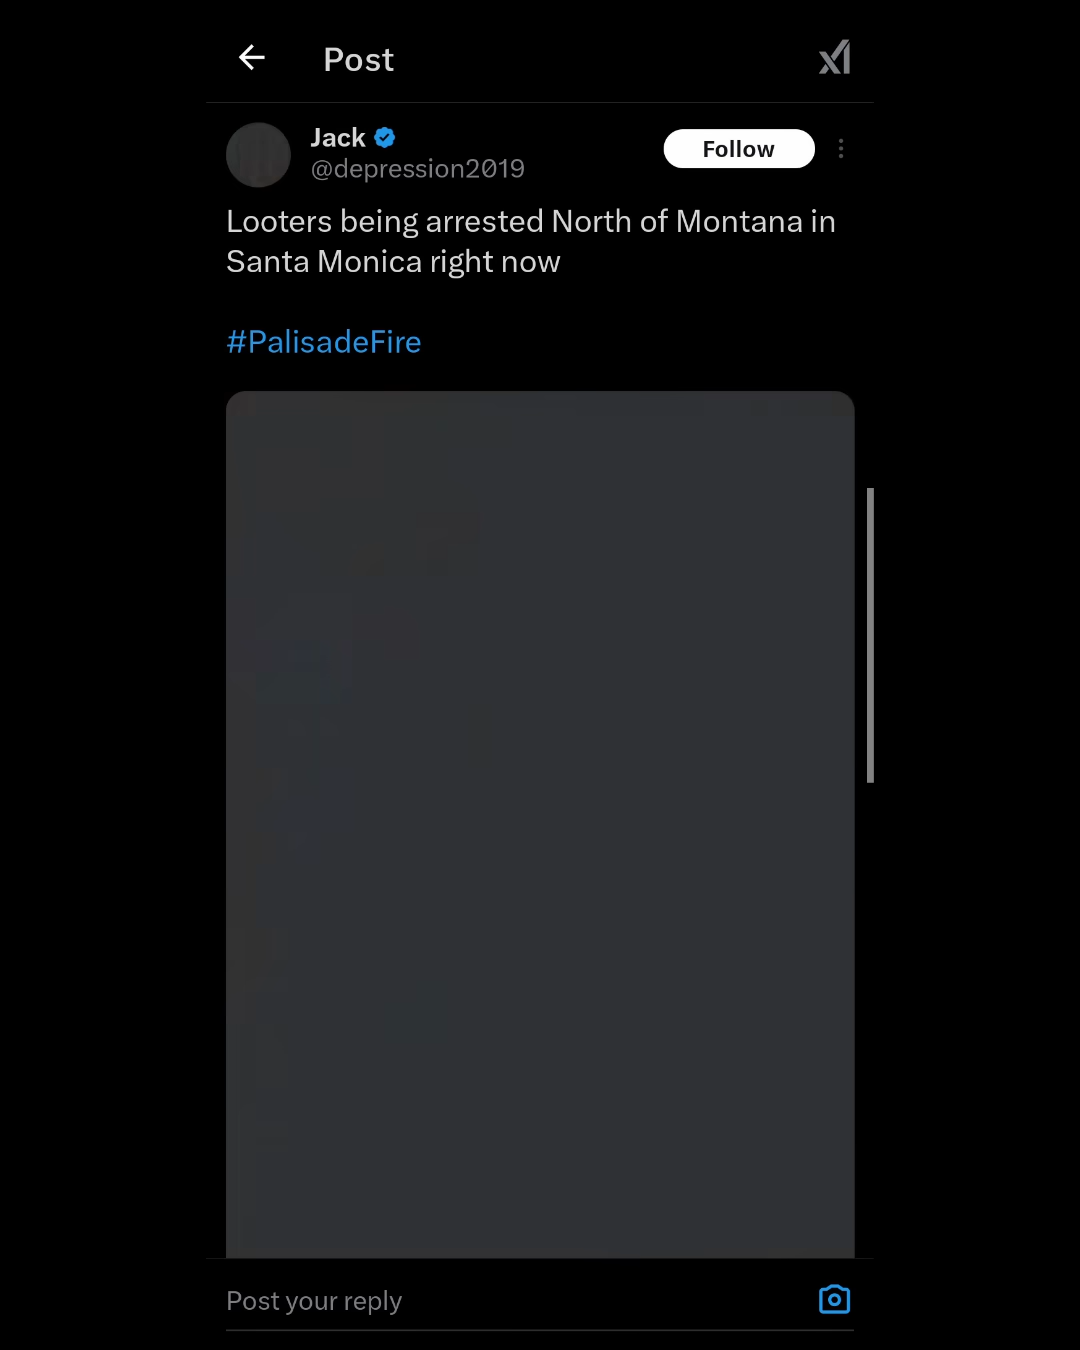 Post
Jack
@depression2019
Follow
Looters being arrested North of Montana in
Santa Monica right now
#PalisadeFire
Post your reply